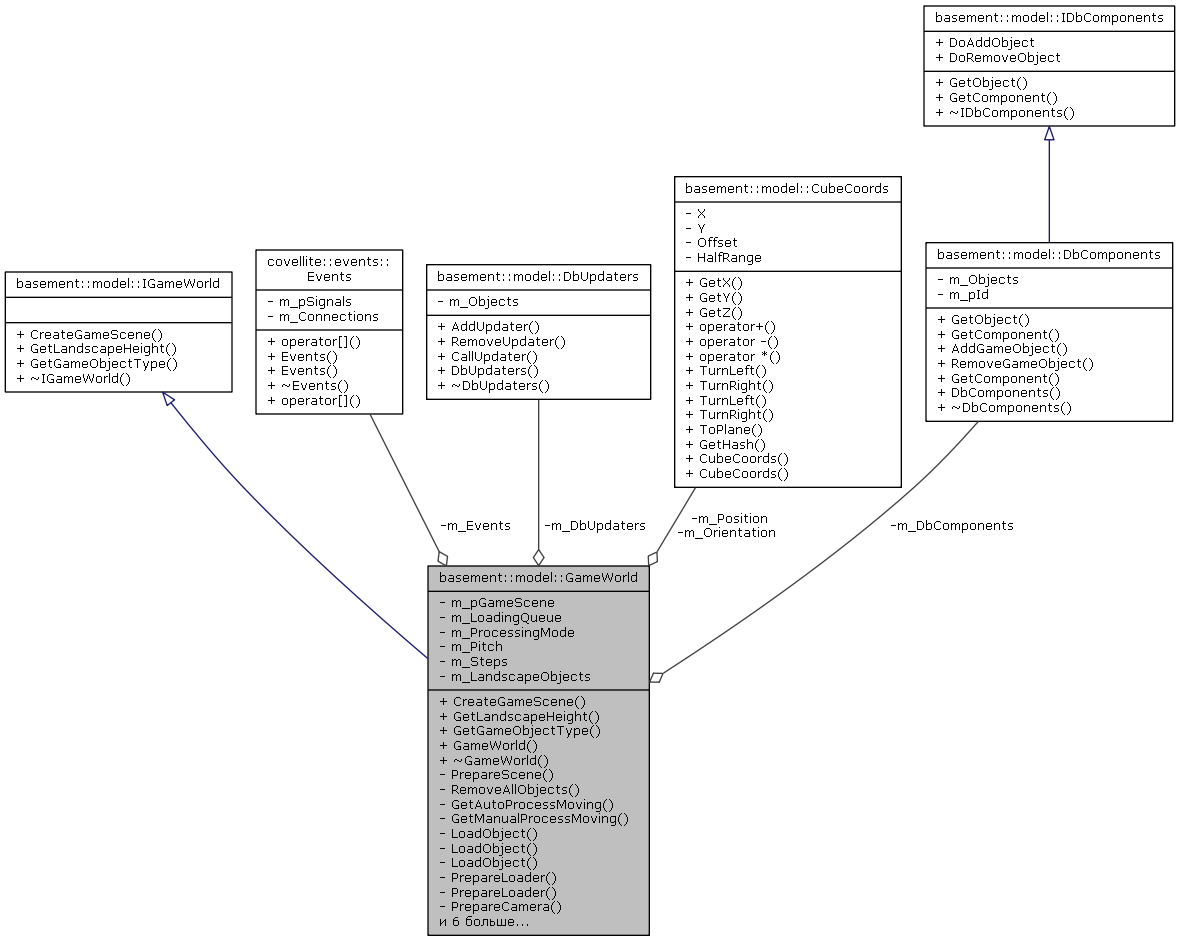 basement::model::IDbComponents
+ DoAddObject
+ DoRemoveObject
+ GetObject()
+ GetComponent()
+ ~IDbComponents()
basement::model::CubeCoords
- X
- Y
- Offset
- HalfRange
+ GetX()
+ GetY()
+ GetZ()
+ operator+()
+ operator -()
+ operator *()
+ TurnLeft()
+ TurnRight()
+ TurnLeft()
+ TurnRight()
+ ToPlane()
+ GetHash()
+ CubeCoords()
+ CubeCoords()
basement::model::DbComponents
- m_Objects
- m_pId
+ GetObject()
+ GetComponent()
+ AddGameObject()
+ RemoveGameObject()
+ GetComponent()
+ DbComponents()
+ ~DbComponents()
covellite::events::
Events
- m_pSignals
- m_Connections
+ operator[]()
+ Events()
+ Events()
+ ~Events()
+ operator[]()
basement::model::DbUpdaters
- m_Objects
+ AddUpdater()
+ RemoveUpdater()
+ CallUpdater()
+ DbUpdaters()
+ ~DbUpdaters()
basement::model::IGameWorld
+ CreateGameScene()
+ GetLandscapeHeight()
+ GetGameObjectType()
+ ~IGameWorld()
-m_Events
-m_DbUpdaters
-m_Position
-m_Orientation
-m_DbComponents
basement::model::GameWorld
- m_pGameScene
- m_LoadingQueue
- m_ProcessingMode
- m_Pitch
- m_Steps
- m_LandscapeObjects
+ CreateGameScene()
+ GetLandscapeHeight()
+ GetGameObjectType()
+ GameWorld()
+ ~GameWorld()
- PrepareScene()
- RemoveAllObjects()
- GetAutoProcessMoving()
- GetManualProcessMoving()
- LoadObject()
- LoadObject()
- LoadObject()
- PrepareLoader()
- PrepareLoader()
- PrepareCamera()
и 6 больше...